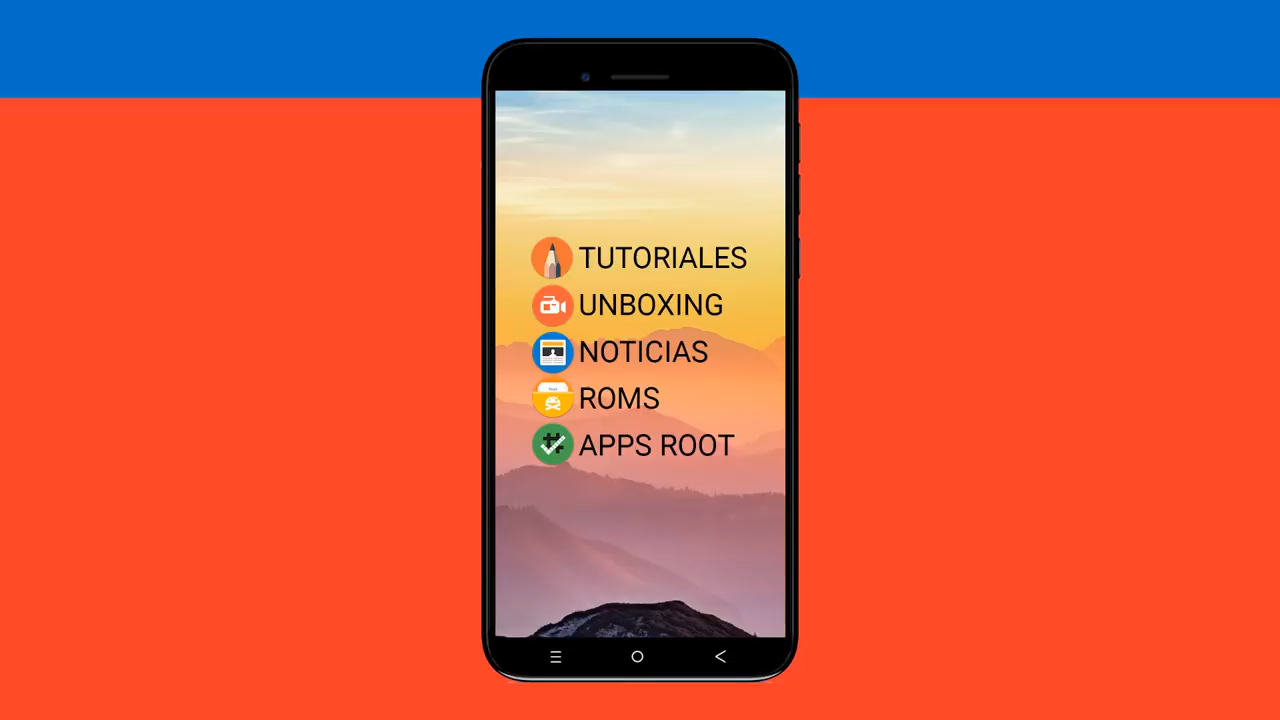 TUTORIALES
UNBOXING
NOTICIAS
ROMS
APPS ROOT